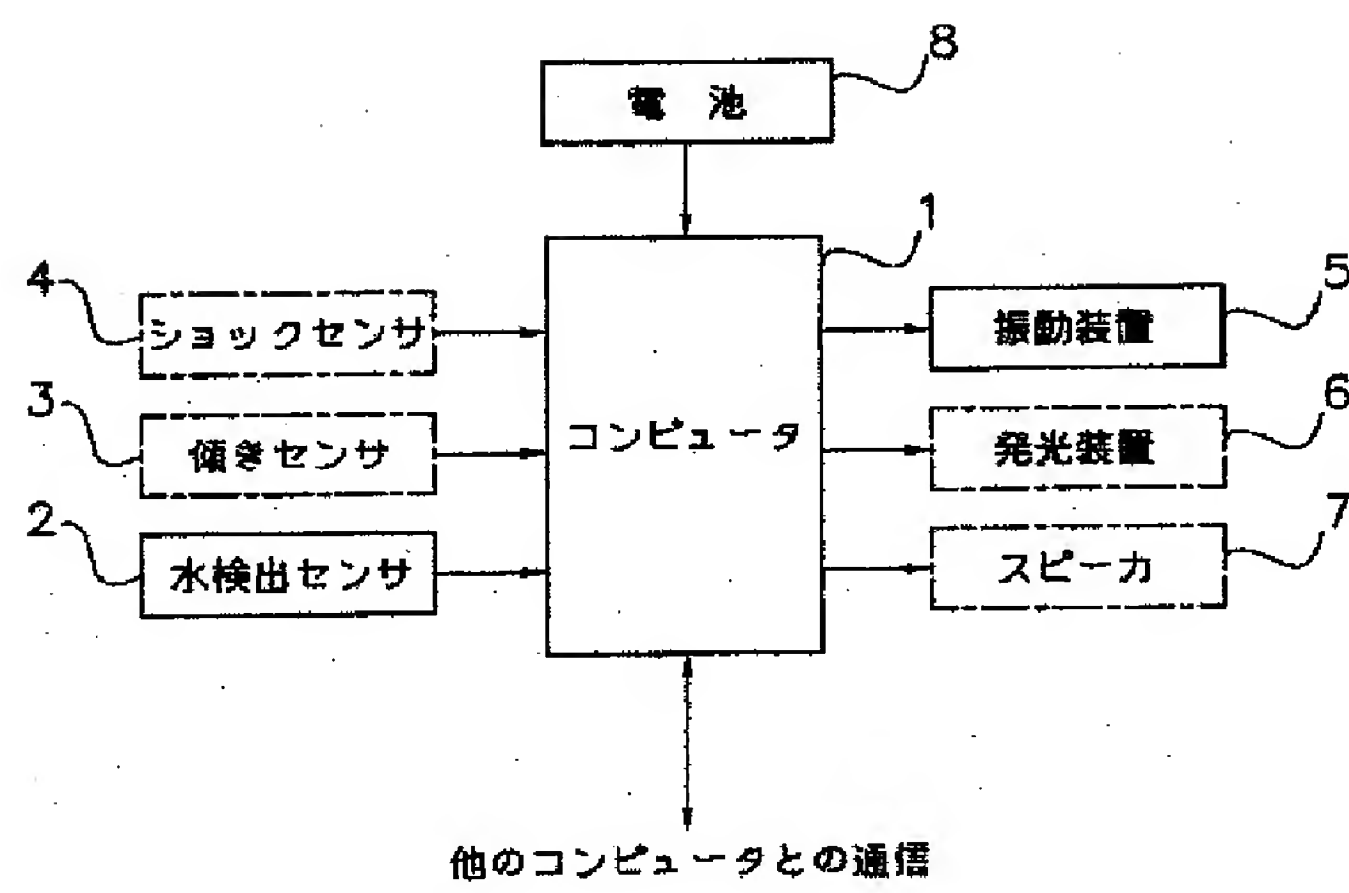 8
電 池
1
4
ショックセンサ
振動装置
5
3
傾きセンサ
コンピュータ
発光装置
6
2
水検出センサ
スピーカ
7
他のコンピュータとの通信